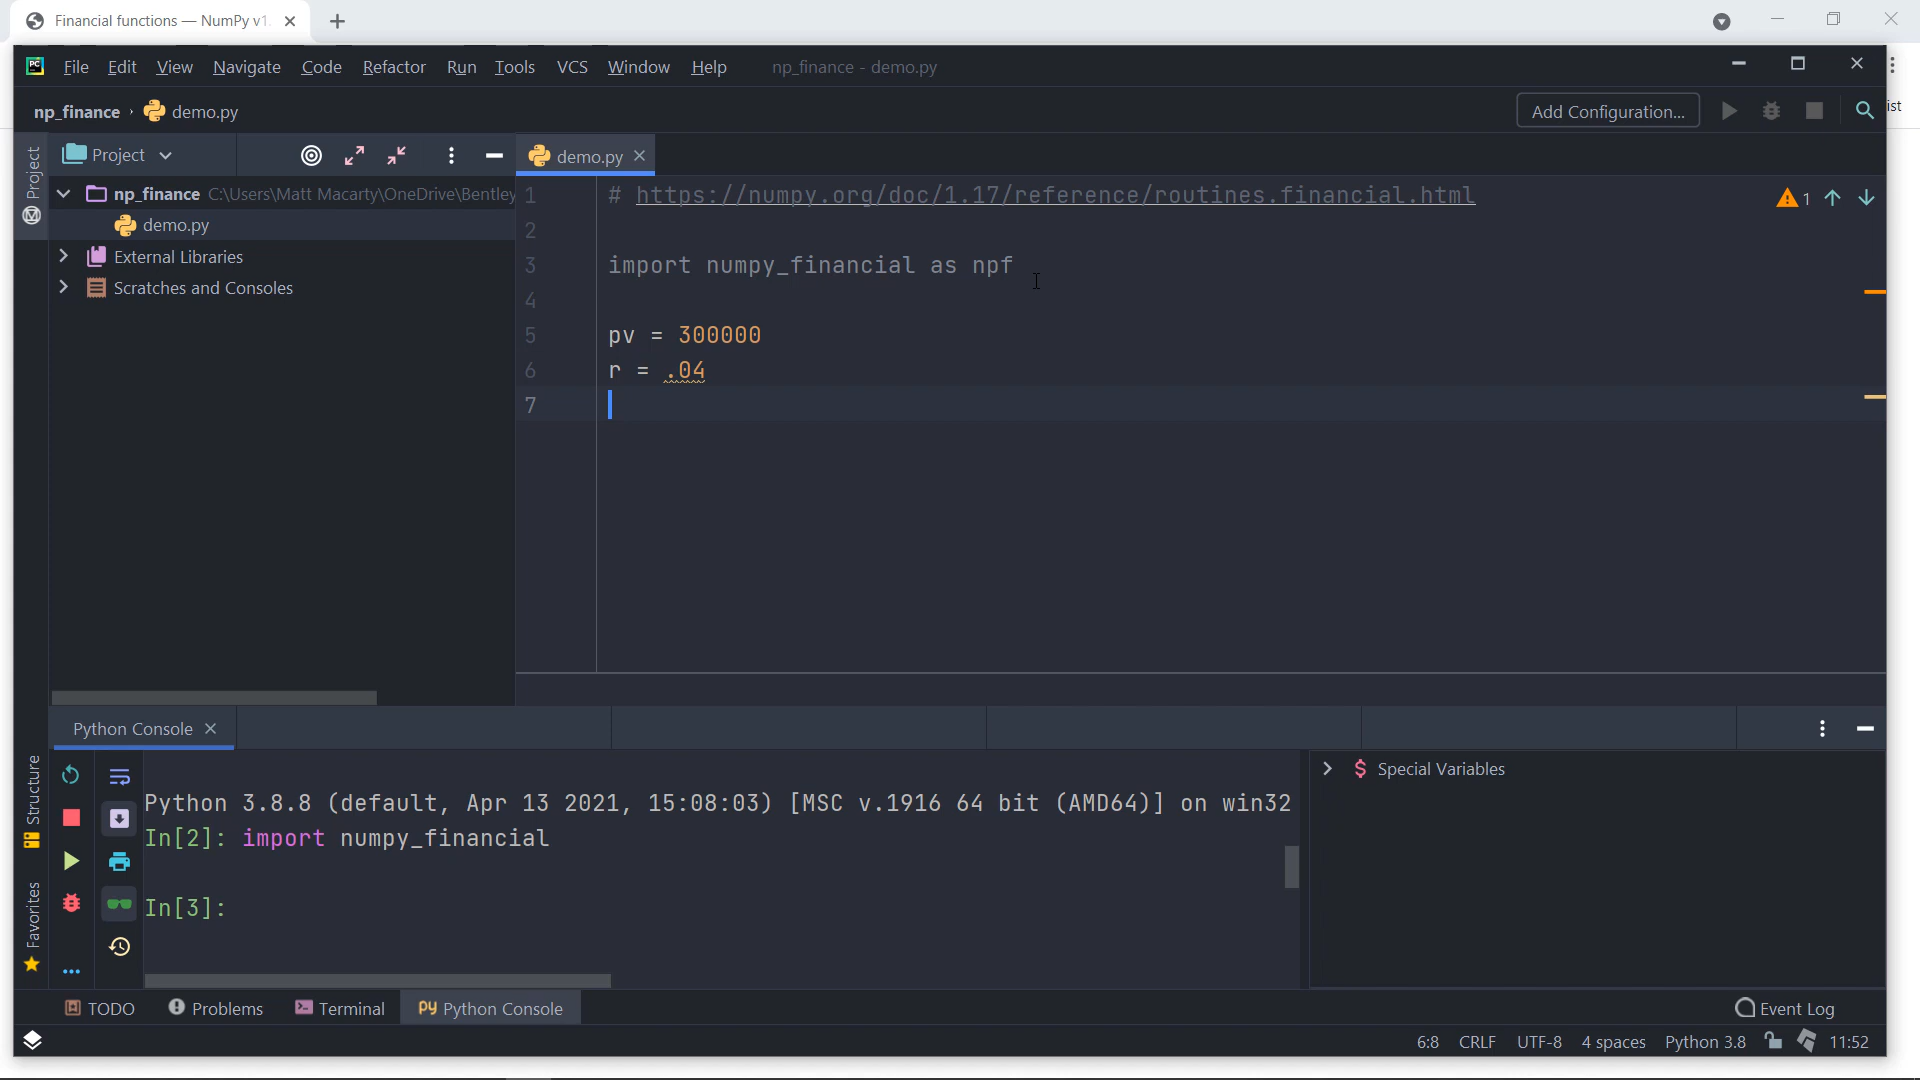 Financial functions — NumPy v1.
PC File Edit View Navigate Code Refactor Run Tools VCS Window Help np_finance - demo.py
np_finance › demo.py Add Configuration... ist
Project Project demo.py
np_finance C:\Users\Matt Macarty\OneDrive\Bentley
demo.py
External Libraries
Scratches and Consoles
1 # https://numpy.org/doc/1.17/reference/routines.financial.html 1
2
3 import numpy_financial as npf
4
5 pv = 300000
6 r = .04
7
Python Console
Structure
Favorites
Python 3.8.8 (default, Apr 13 2021, 15:08:03) [MSC v.1916 64 bit (AMD64)] on win32
In[2]: import numpy_financial
In[3]:
Special Variables
TODO Problems Terminal Python Console Event Log
6:8 CRLF UTF-8 4 spaces Python 3.8 11:52